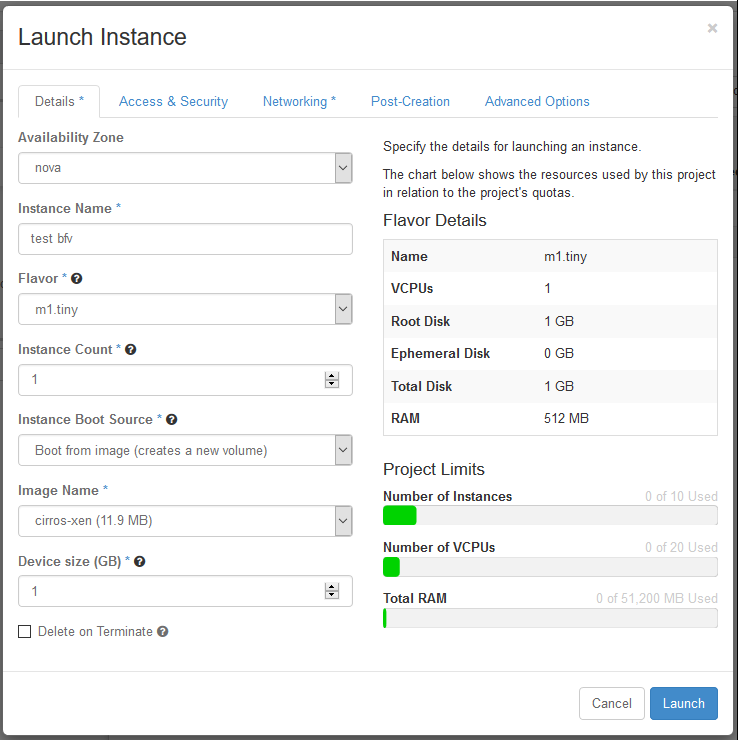 Launch Instance
×
Details *
Access & Security
Networking *
Post-Creation
Advanced Options
Availability Zone
nova
Instance Name *
test bfv
Flavor * ?
m1.tiny
Instance Count * ?
1
Instance Boot Source * ?
Boot from image (creates a new volume)
Image Name *
cirros-xen (11.9 MB)
Device size (GB) * ?
1
Delete on Terminate ?
Specify the details for launching an instance.
The chart below shows the resources used by this project
in relation to the project's quotas.
Flavor Details
Name m1.tiny
VCPUs 1
Root Disk 1 GB
Ephemeral Disk 0 GB
Total Disk 1 GB
RAM 512 MB
Project Limits
Number of Instances 0 of 10 Used
Number of VCPUs 0 of 20 Used
Total RAM 0 of 51,200 MB Used
Cancel
Launch